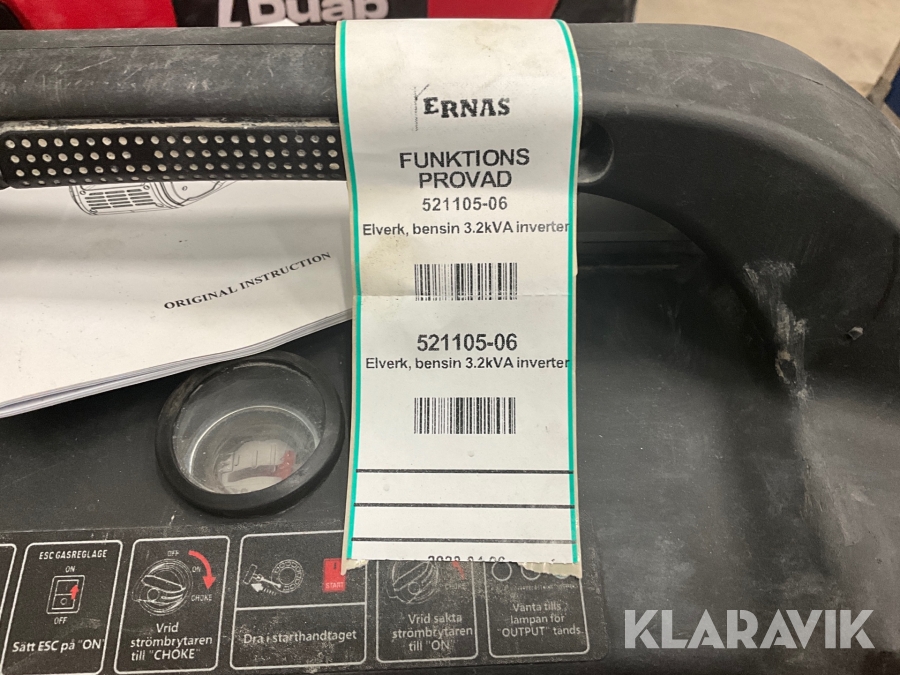 Duab
ERNAS
FUNKTIONS
PROVAD
521105-06
Elverk, bensin 3.2kVA inverter
ORIGINAL INSTRUCTION
521105-06
Elverk, bensin 3.2kVA inverter
ESC GASREGLAGE
ON
OFF
Sätt ESC på "ON"
OFF
ON
CHOKE
Vrid
strömbrytaren
till "CHOKE"
START
Dra i starthandtaget
CHOKE
Vrid sakta
strömbrytaren
till "ON"
Vänta tills
lampan för
"OUTPUT" tänds
KLARAVIK